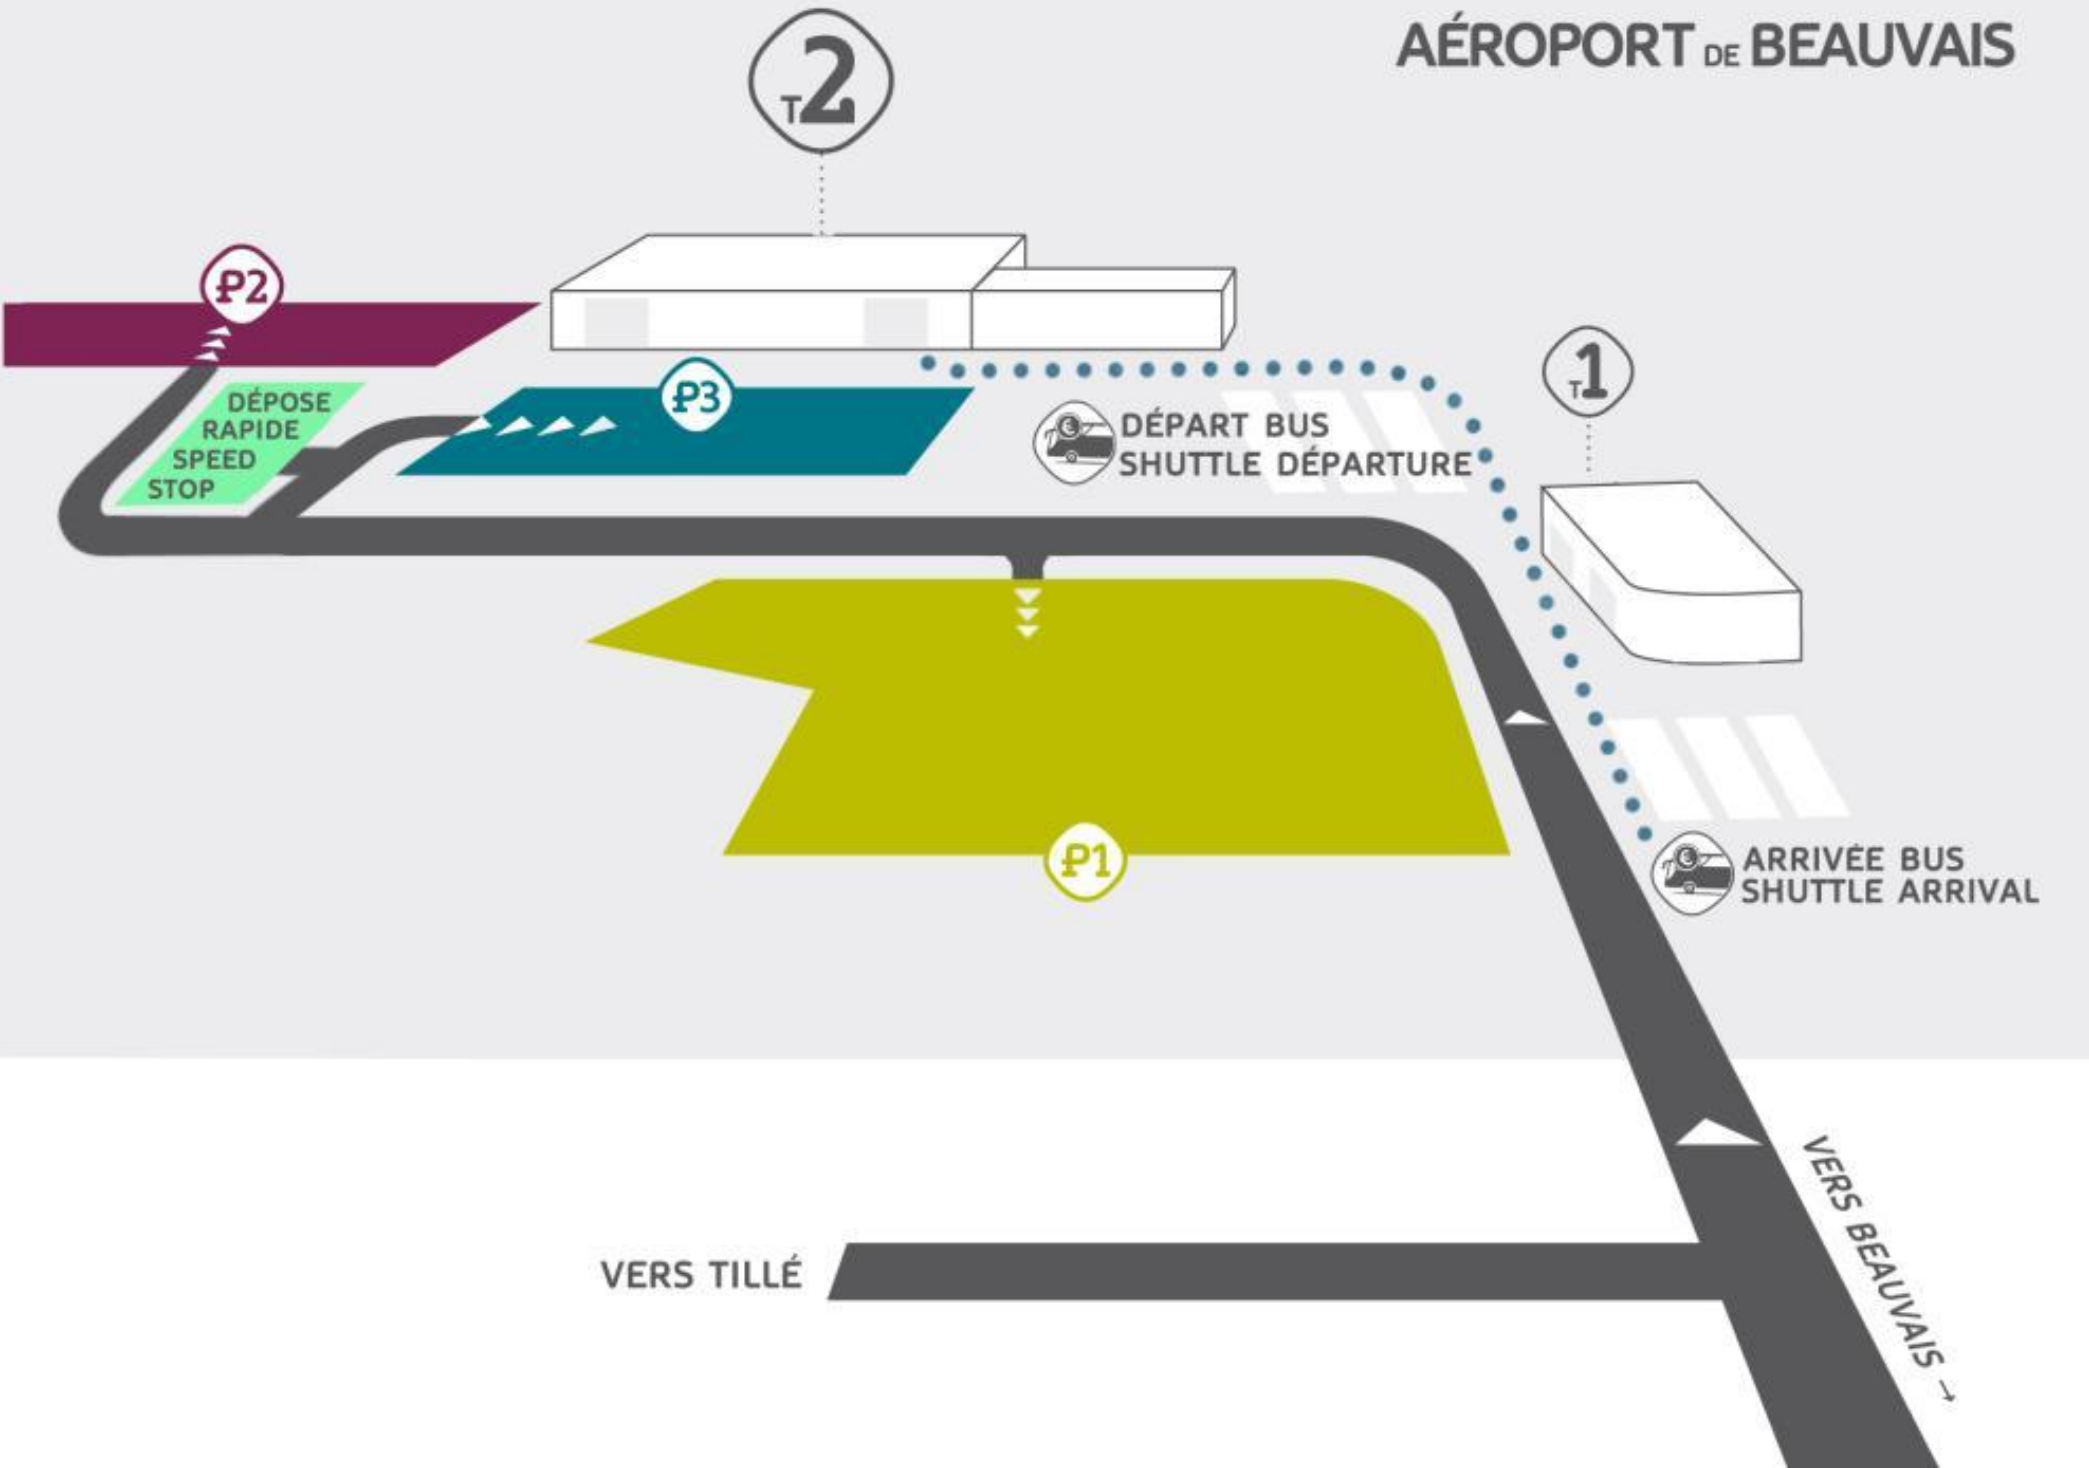 AÉROPORT DE BEAUVAIS
T2
P2
T1
P3
DÉPOSE
RAPIDE
SPEED
STOP
DÉPART BUS
SHUTTLE DÉPARTURE
P1
ARRIVÉE BUS
SHUTTLE ARRIVAL
VERS BEAUVAIS →
VERS TILLÉ